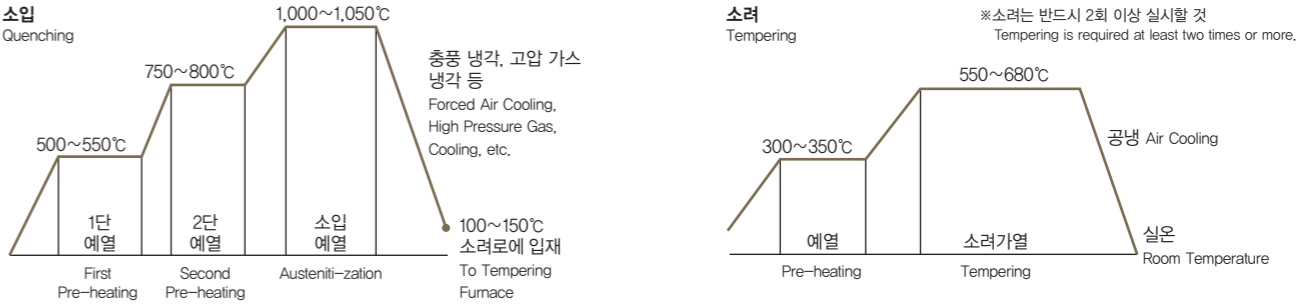 소입
Quenching
500~550℃
750~800℃
1,000~1,050℃
충풍 냉각, 고압 가스
냉각 등
Forced Air Cooling,
High Pressure Gas,
Cooling, etc.
1단
예열
2단
예열
소입
예열
100~150℃
소려로에 입재
To Tempering
Furnace
First
Pre-heating
Second
Pre-heating
Austeniti-zation
소려
Tempering
※소려는 반드시 2회 이상 실시할 것
Tempering is required at least two times or more.
300~350℃
550~680℃
공냉 Air Cooling
예열
소려가열
실온
Room Temperature
Pre-heating
Tempering